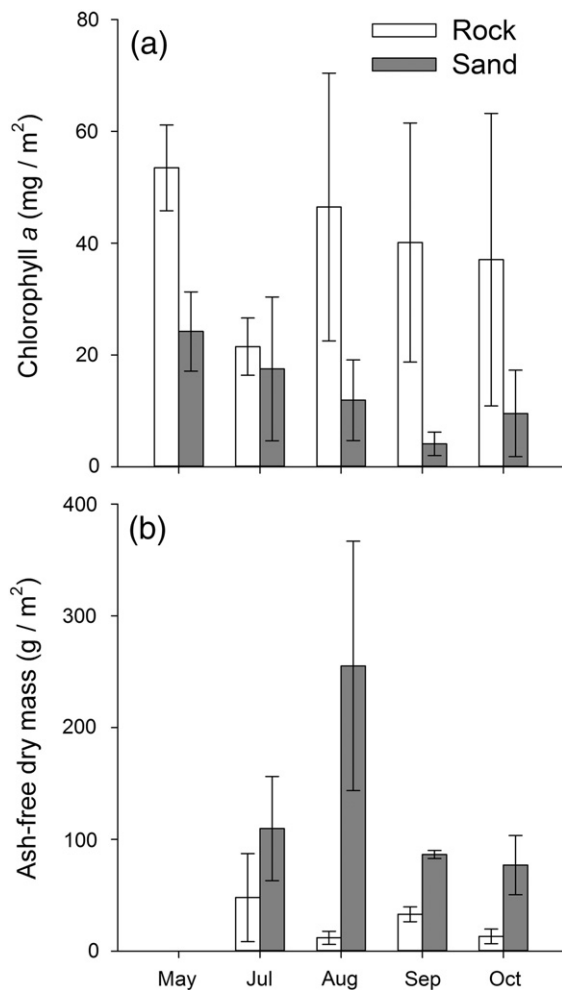 (a)
Rock
Sand
80
60
40
20
0
Chlorophyll a (mg / m²)
(b)
400
300
200
100
0
Ash-free dry mass (g / m²)
May Jul Aug Sep Oct